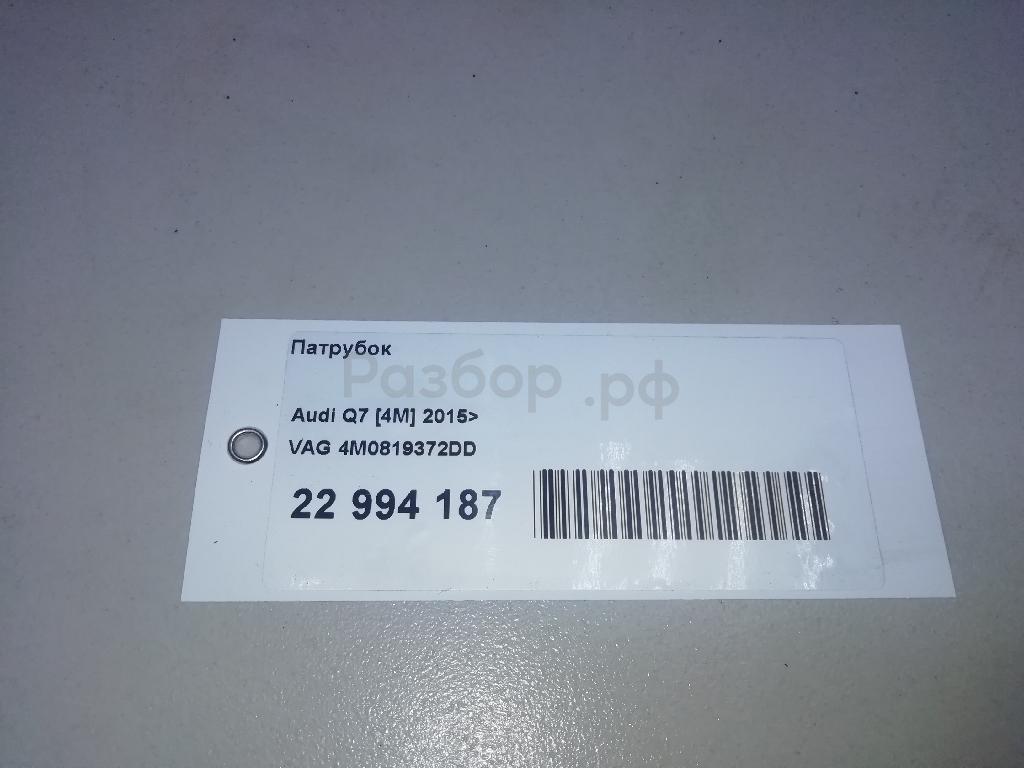 Патрубок
Разбор .рф
Audi Q7 [4M] 2015>
VAG 4M0819372DD
22 994 187